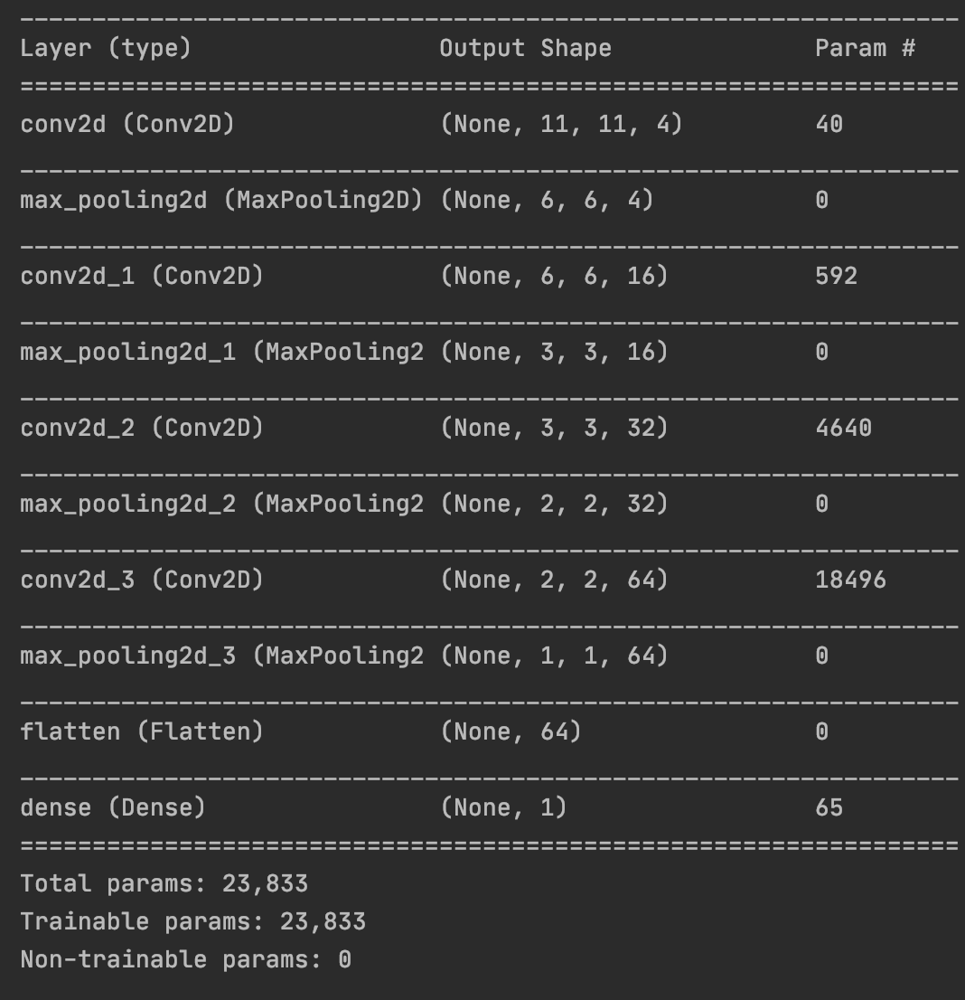 _________________________________________________________________
Layer (type)                 Output Shape              Param #
=================================================================
conv2d (Conv2D)              (None, 11, 11, 4)         40
_________________________________________________________________
max_pooling2d (MaxPooling2D) (None, 6, 6, 4)           0
_________________________________________________________________
conv2d_1 (Conv2D)            (None, 6, 6, 16)          592
_________________________________________________________________
max_pooling2d_1 (MaxPooling2 (None, 3, 3, 16)          0
_________________________________________________________________
conv2d_2 (Conv2D)            (None, 3, 3, 32)          4640
_________________________________________________________________
max_pooling2d_2 (MaxPooling2 (None, 2, 2, 32)          0
_________________________________________________________________
conv2d_3 (Conv2D)            (None, 2, 2, 64)          18496
_________________________________________________________________
max_pooling2d_3 (MaxPooling2 (None, 1, 1, 64)          0
_________________________________________________________________
flatten (Flatten)            (None, 64)                0
_________________________________________________________________
dense (Dense)                (None, 1)                 65
=================================================================
Total params: 23,833
Trainable params: 23,833
Non-trainable params: 0